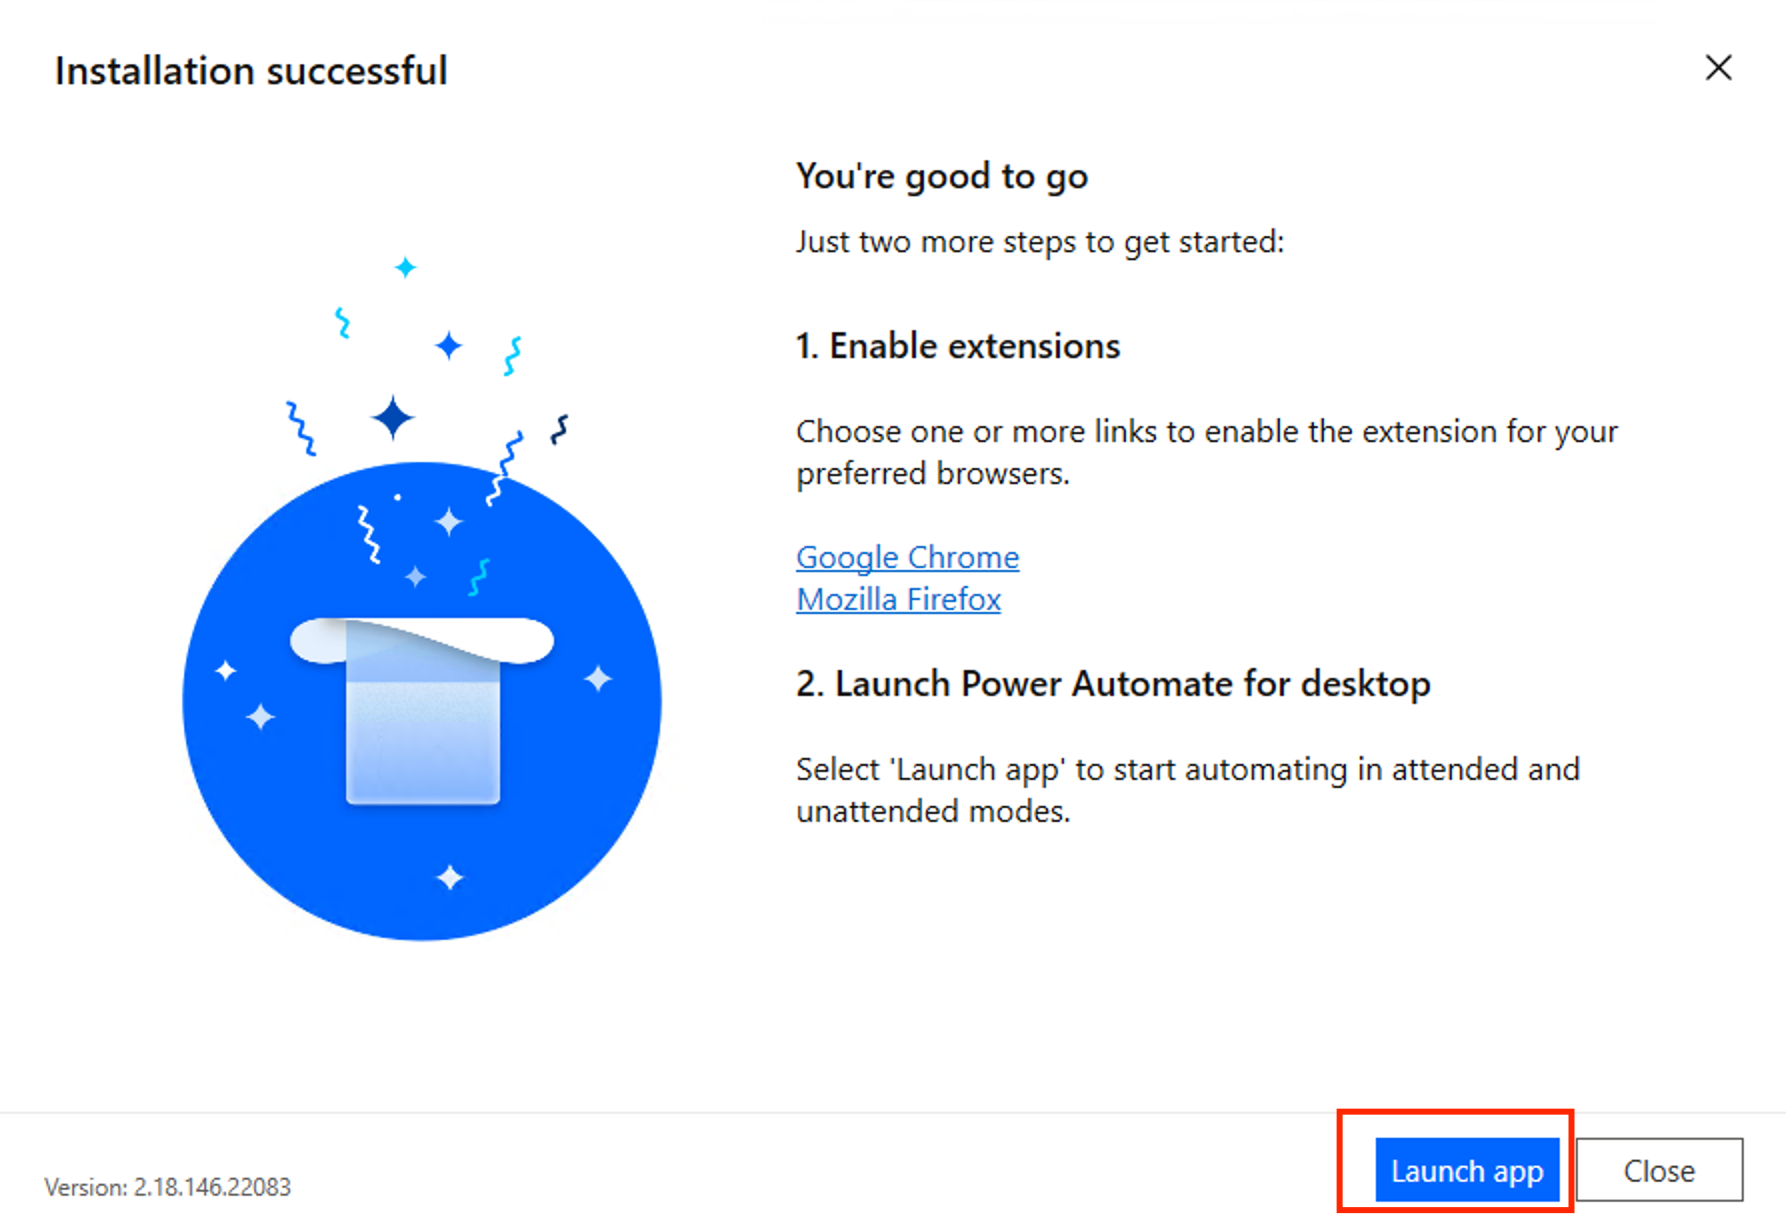 Installation successful
You're good to go
Just two more steps to get started:
1. Enable extensions
Choose one or more links to enable the extension for your
preferred browsers.
Google Chrome
Mozilla Firefox
2. Launch Power Automate for desktop
Select 'Launch app' to start automating in attended and
unattended modes.
Version: 2.18.146.22083
Launch app
Close